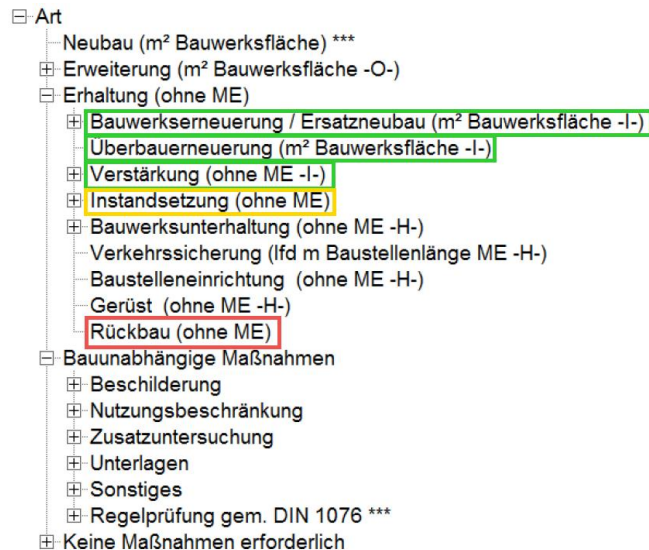 Art
Neubau (m² Bauwerksfläche) ***
Erweiterung (m² Bauwerksfläche -O-)
Erhaltung (ohne ME)
Bauwerkserneuerung / Ersatzneubau (m² Bauwerksfläche -I-)
Überbauerneuerung (m² Bauwerksfläche -I-)
Verstärkung (ohne ME -I-)
Instandsetzung (ohne ME)
Bauwerksunterhaltung (ohne ME -H-)
Verkehrssicherung (lfd m Baustellenlänge ME -H-)
Baustelleneinrichtung (ohne ME -H-)
Gerüst (ohne ME -H-)
Rückbau (ohne ME)
Bauunabhängige Maßnahmen
Beschilderung
Nutzungsbeschränkung
Zusatzuntersuchung
Unterlagen
Sonstiges
Regelprüfung gem. DIN 1076 ***
Keine Maßnahmen erforderlich